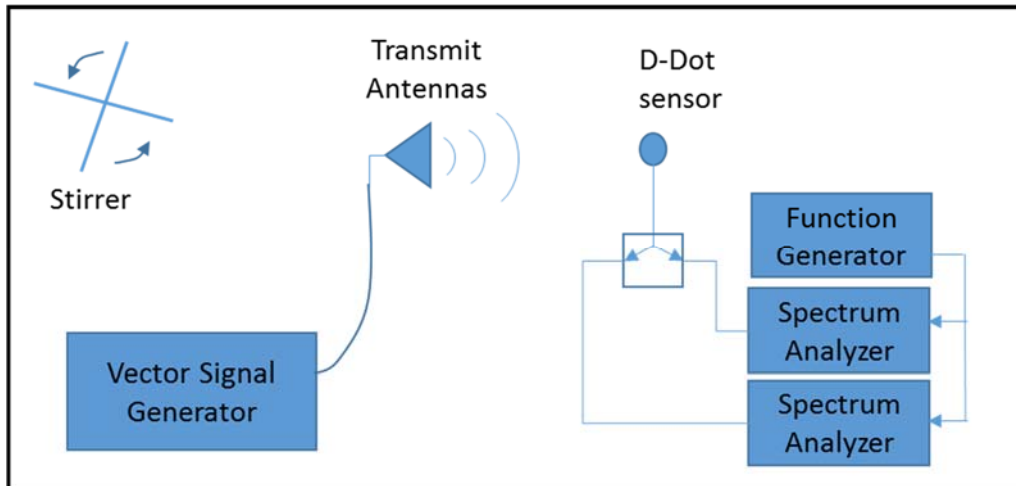 Transmit
Antennas
D-Dot
sensor
Stirrer
Function
Generator
Spectrum
Analyzer
Vector Signal
Generator
Spectrum
Analyzer